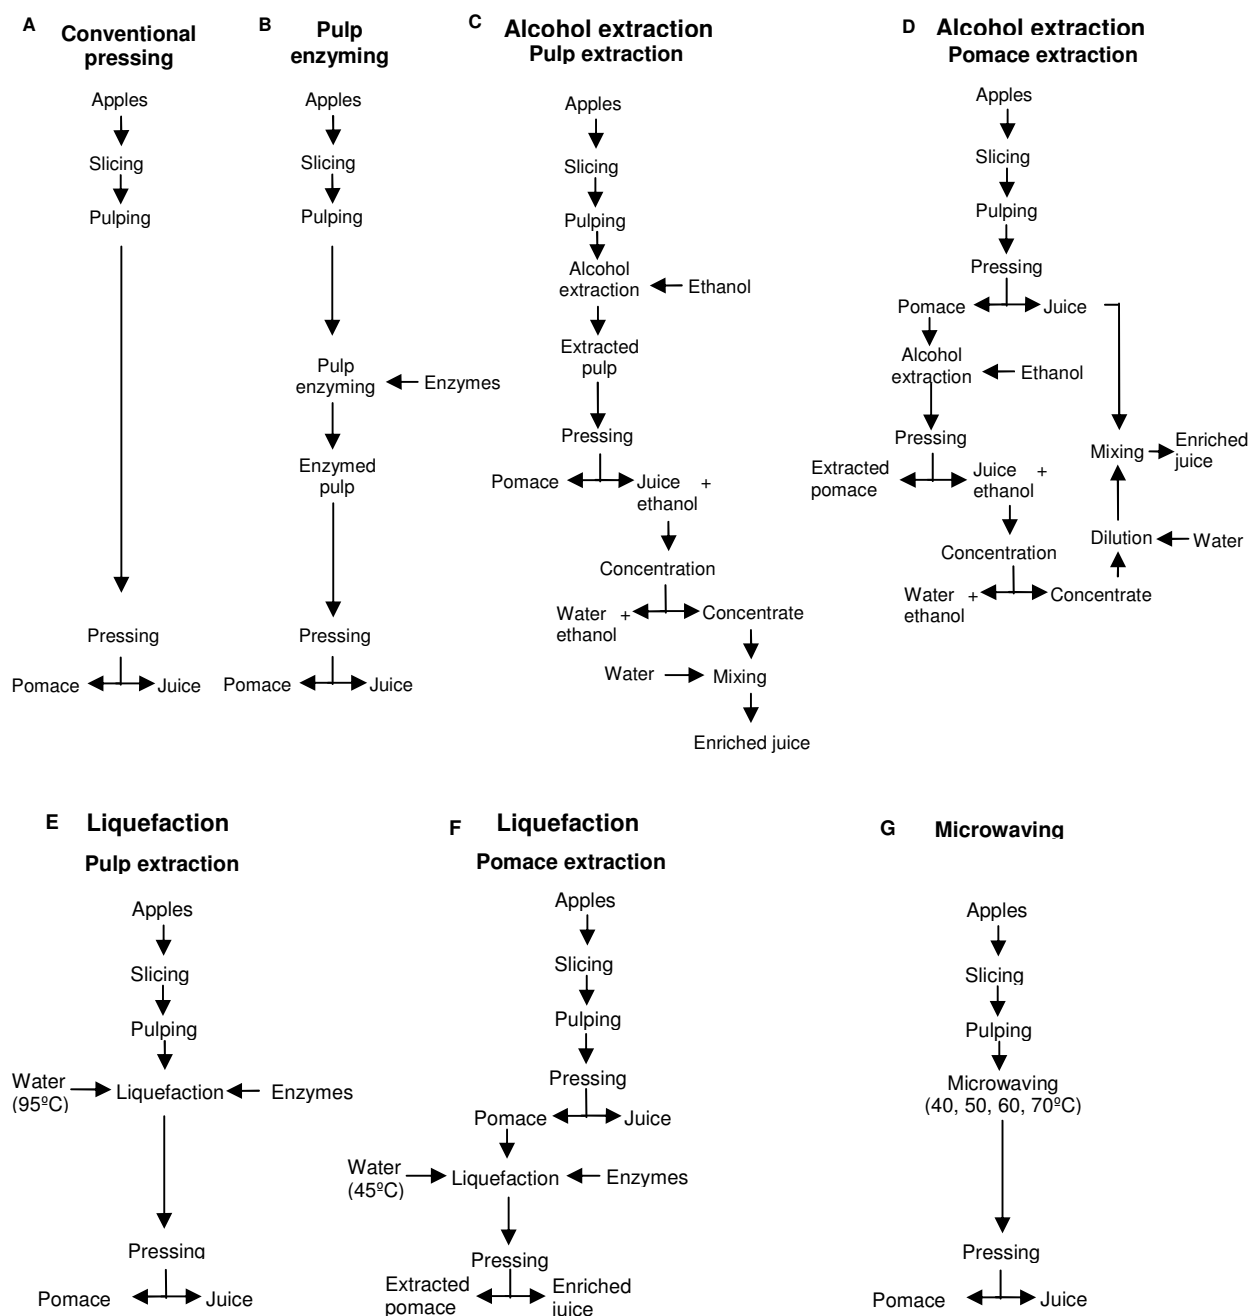 A
Conventional
pressing
Apples
Slicing
Pulping
Pressing
Pomace
Juice
B
Pulp
enzyming
Apples
Slicing
Pulping
Pulp
enzyming
Enzymes
Enzymed
pulp
Pressing
Pomace
Juice
C
Alcohol extraction
Pulp extraction
Apples
Slicing
Pulping
Alcohol
extraction
Ethanol
Extracted
pulp
Pressing
Pomace
Juice +
ethanol
Concentration
Water +
ethanol
Concentrate
Water
Mixing
Enriched juice
D
Alcohol extraction
Pomace extraction
Apples
Slicing
Pulping
Pressing
Pomace
Juice
Alcohol
extraction
Ethanol
Pressing
Mixing
Enriched
juice
Extracted
pomace
Juice +
ethanol
Dilution
Water
Concentration
Water +
ethanol
Concentrate
E
Liquefaction
Pulp extraction
Apples
Slicing
Pulping
Water
(95ºC)
Liquefaction
Enzymes
Pressing
Pomace
Juice
F
Liquefaction
Pomace extraction
Apples
Slicing
Pulping
Pressing
Pomace
Juice
Water
(45ºC)
Liquefaction
Enzymes
Pressing
Extracted
pomace
Enriched
juice
G
Microwaving
Apples
Slicing
Pulping
Microwaving
(40, 50, 60, 70ºC)
Pressing
Pomace
Juice